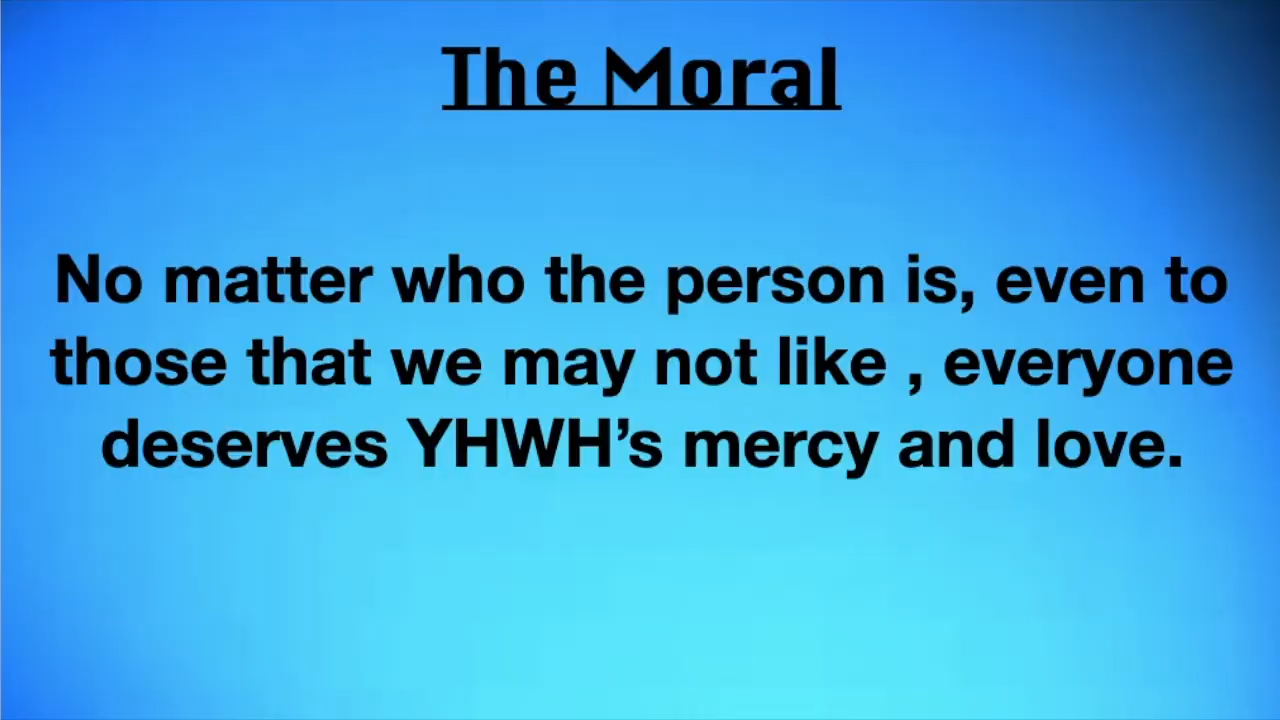 The Moral
No matter who the person is, even to
those that we may not like , everyone
deserves YHWH’s mercy and love.